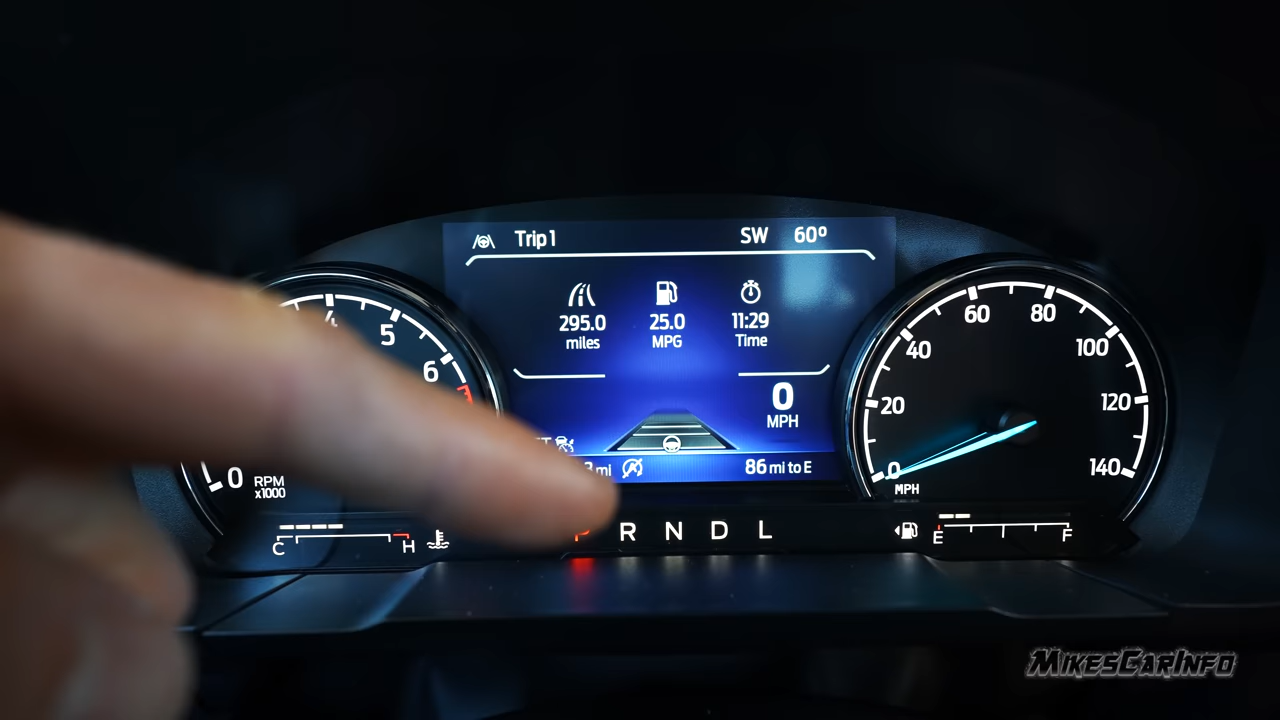 Trip 1 SW 60°
295.0 25.0 11:29
miles MPG Time
0
MPH
mi 86 mi to E
4 5 6
0 RPM
x1000
0 20 40 60 80 100 120 140
MPH
C H
R N D L
E F
MIKESCARINFO